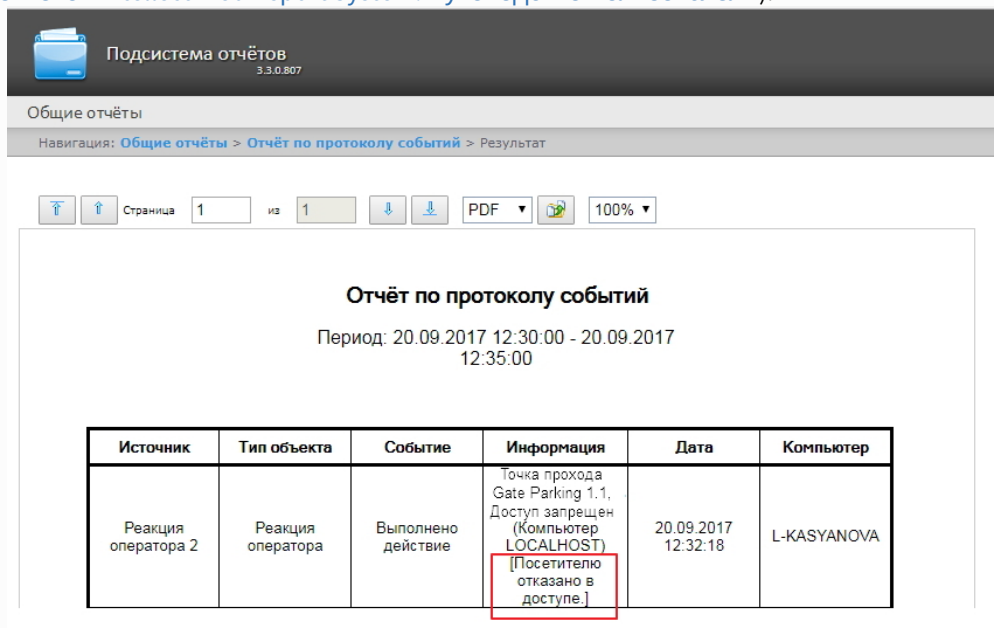 Подсистема отчётов
3.3.0.807
Общие отчёты
Навигация: Общие отчёты > Отчёт по протоколу событий > Результат
Страница 1 из 1 PDF 100%
Отчёт по протоколу событий
Период: 20.09.2017 12:30:00 - 20.09.2017
12:35:00
Источник Тип объекта Событие Информация Дата Компьютер
Реакция оператора 2
Реакция оператора
Выполнено действие
Точка прохода
Gate Parking 1.1,
Доступ запрещен
(Компьютер
LOCALHOST)
[Посетителю
отказано в
доступе.]
20.09.2017
12:32:18
L-KASYANOVA